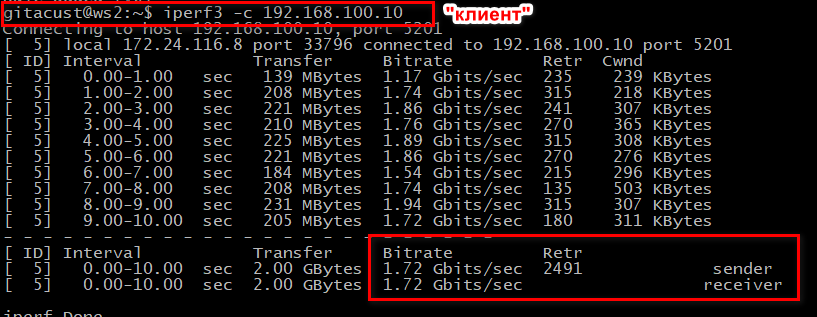 gitacust@ws2:~$ iperf3 -c 192.168.100.10 "клиент"
Connecting to host 192.168.100.10, port 5201
[  5] local 172.24.116.8 port 33796 connected to 192.168.100.10 port 5201
[ ID] Interval           Transfer     Bitrate         Retr  Cwnd
[  5]   0.00-1.00   sec   139 MBytes  1.17 Gbits/sec  235    239 KBytes
[  5]   1.00-2.00   sec   208 MBytes  1.74 Gbits/sec  315    218 KBytes
[  5]   2.00-3.00   sec   221 MBytes  1.86 Gbits/sec  241    307 KBytes
[  5]   3.00-4.00   sec   210 MBytes  1.76 Gbits/sec  270    365 KBytes
[  5]   4.00-5.00   sec   225 MBytes  1.89 Gbits/sec  315    308 KBytes
[  5]   5.00-6.00   sec   221 MBytes  1.86 Gbits/sec  270    276 KBytes
[  5]   6.00-7.00   sec   184 MBytes  1.54 Gbits/sec  215    296 KBytes
[  5]   7.00-8.00   sec   208 MBytes  1.74 Gbits/sec  135    503 KBytes
[  5]   8.00-9.00   sec   231 MBytes  1.94 Gbits/sec  315    307 KBytes
[  5]   9.00-10.00  sec   205 MBytes  1.72 Gbits/sec  180    311 KBytes
- - - - - - - - - - - - - - - - - - - - - - - - -
[ ID] Interval           Transfer     Bitrate         Retr
[  5]   0.00-10.00  sec  2.00 GBytes  1.72 Gbits/sec  2491             sender
[  5]   0.00-10.00  sec  2.00 GBytes  1.72 Gbits/sec                  receiver
iperf Done.